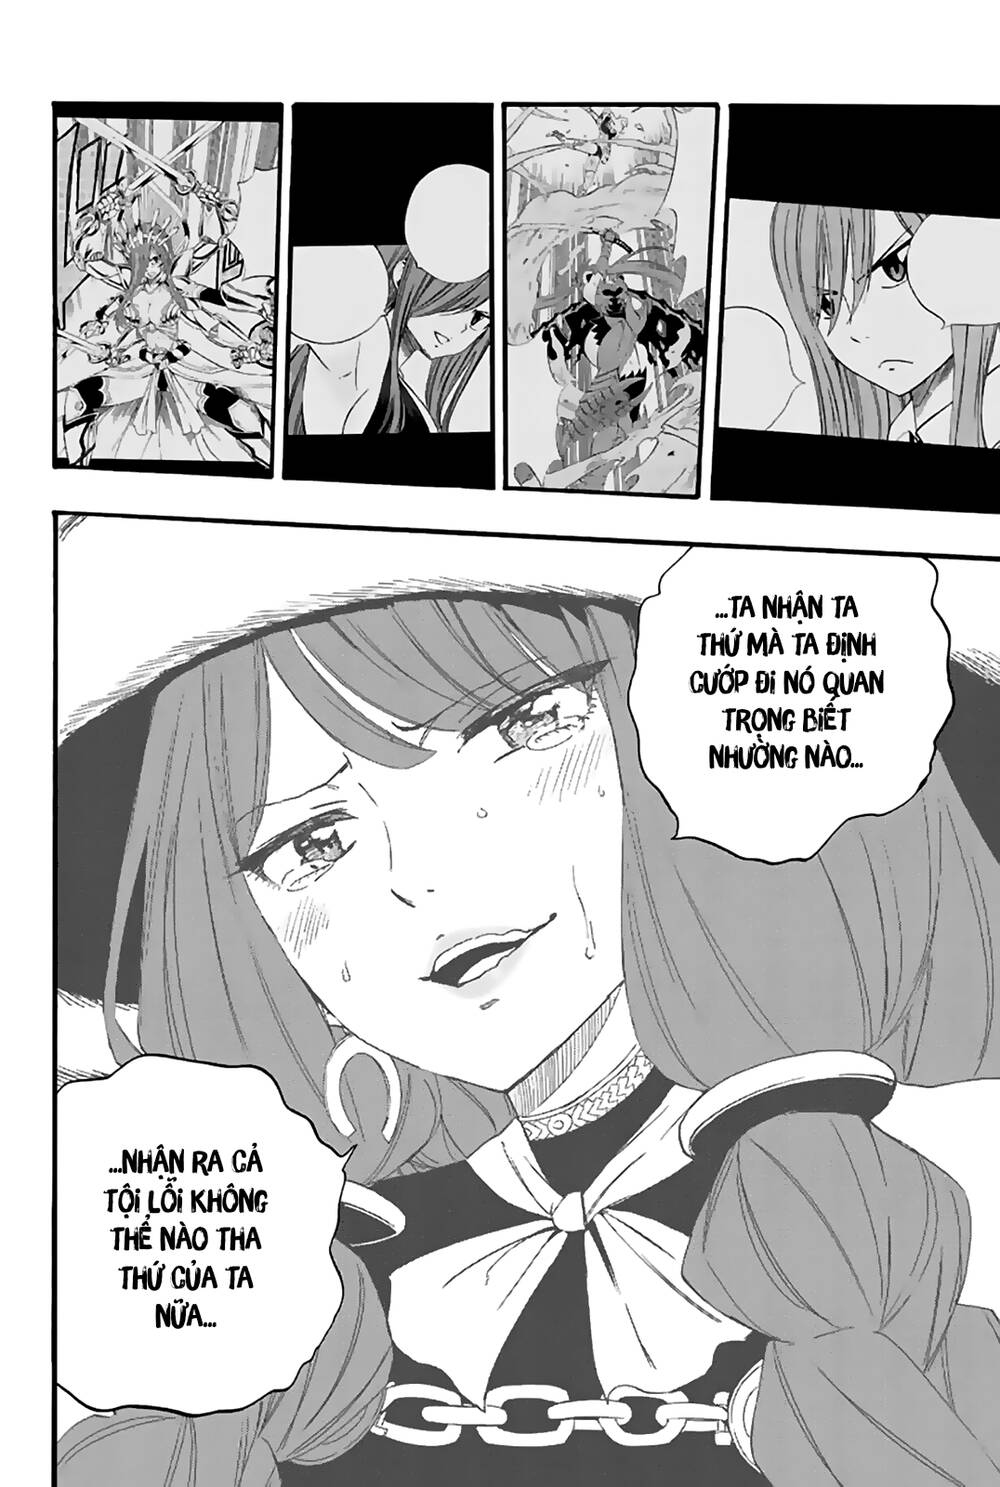 ...TA NHẬN TA
THỨ MÀ TA ĐỊNH
CƯỚP ĐI NÓ QUAN
TRỌNG BIẾT
NHƯỜNG NÀO...
...NHẬN RA CẢ
TỘI LỖI KHÔNG
THỂ NÀO THA
THỨ CỦA TA
NỮA...